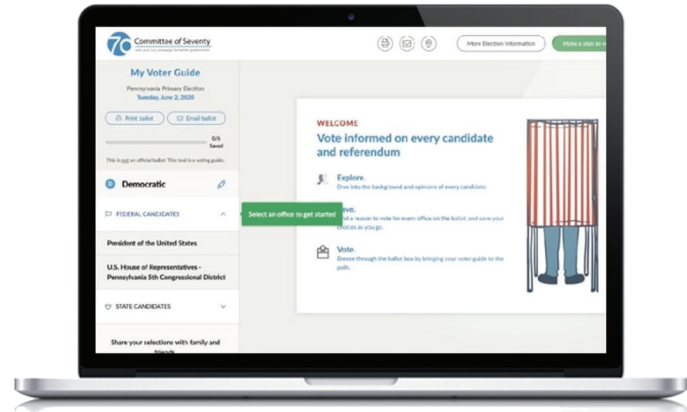 70 Committee of Seventy
More Election Information
Make a plan to
My Voter Guide
Pennsylvania Primary Election
Tuesday, June 2, 2020
Print ballot
Email ballot
0/5
Saved
This is not an official ballot. This tool is a voting guide.
D Democratic
FEDERAL CANDIDATES
Select an office to get started
President of the United States
U.S. House of Representatives -
Pennsylvania 5th Congressional District
STATE CANDIDATES
Share your selections with family and
friends
WELCOME
Vote informed on every candidate
and referendum
Explore.
Dive into the background and opinions of every candidate.
a reason to vote for every office on the ballot, and save your
choices as you go.
Vote.
Breeze through the ballot box by bringing your voter guide to the
polls.